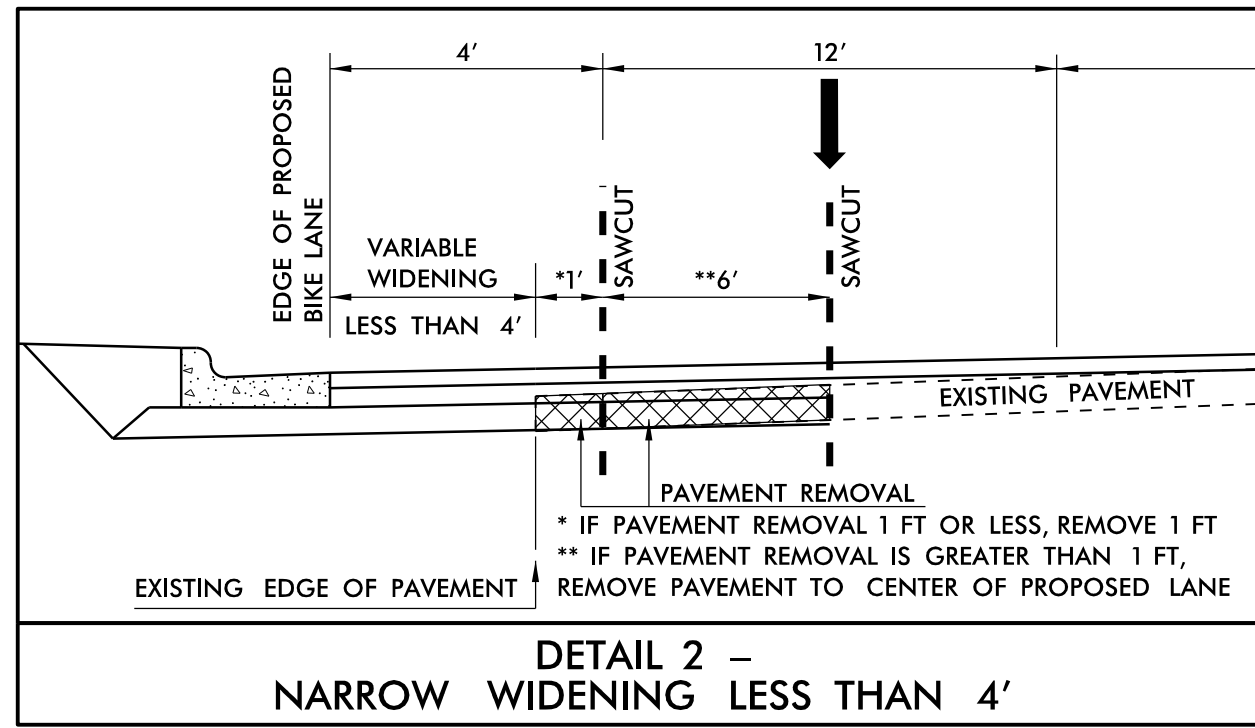 4' 12'
EDGE OF PROPOSED
BIKE LANE
VARIABLE
WIDENING
LESS THAN 4'
*1'
SAWCUT
**6'
SAWCUT
EXISTING PAVEMENT
PAVEMENT REMOVAL
* IF PAVEMENT REMOVAL 1 FT OR LESS, REMOVE 1 FT
** IF PAVEMENT REMOVAL IS GREATER THAN 1 FT,
REMOVE PAVEMENT TO CENTER OF PROPOSED LANE
EXISTING EDGE OF PAVEMENT
DETAIL 2 –
NARROW WIDENING LESS THAN 4'